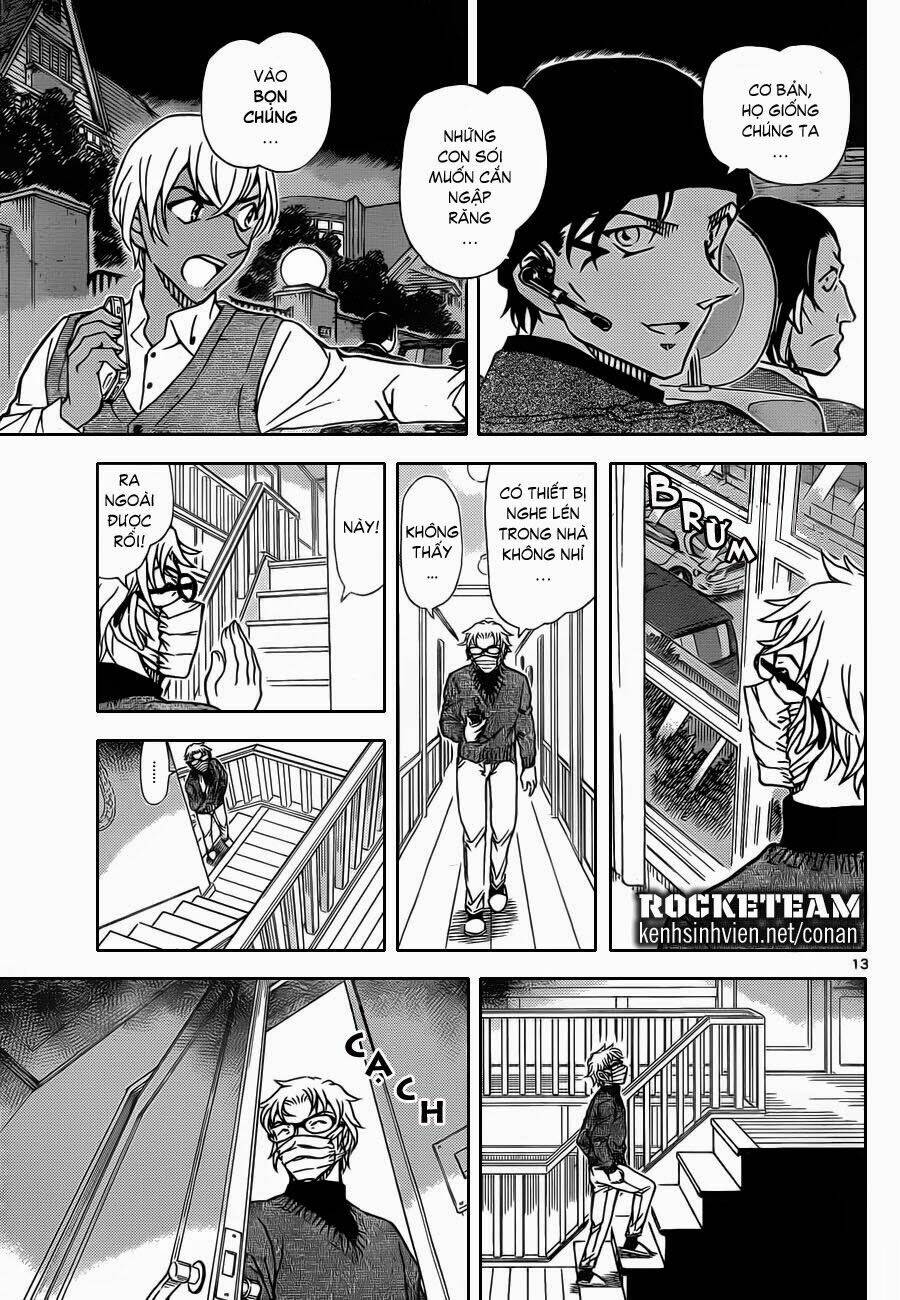 CƠ BẢN,
HỌ GIỐNG
CHÚNG TA
...
NHỮNG
CON SÓI
MUỐN CẮN
NGẬP
RĂNG
...
VÀO
BỌN
CHÚNG
...
BRỪM
ROCKETEAM
kenhsinhvien.net/conan
CÓ THIẾT BỊ
NGHE LÉN
TRONG NHÀ
KHÔNG NHỈ
...
KHÔNG
THẤY
...
NÀY!
RA
NGOÀI
ĐƯỢC
RỒI!
......
13
CẠCH